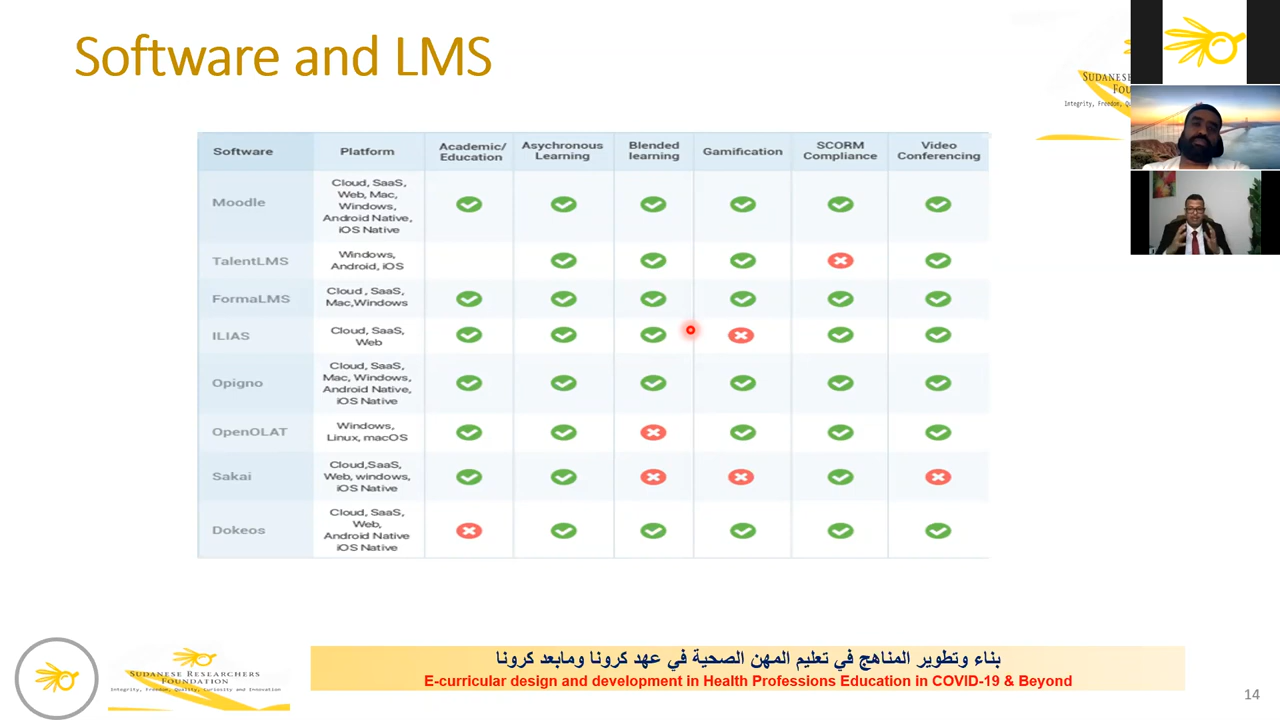 Software and LMS
SUDANESE
FOU
Integrity, Freedom, Qu
Software Platform Academic/ Education Asychronous Learning Blended learning Gamification SCORM Compliance Video Conferencing
Moodle
Cloud, SaaS,
Web, Mac,
Windows,
Android Native,
iOS Native
TalentLMS
Windows,
Android, iOS
FormaLMS
Cloud , SaaS,
Mac,Windows
ILIAS
Cloud, SaaS,
Web
Opigno
Cloud, SaaS,
Mac, Windows,
Android Native,
iOS Native
OpenOLAT
Windows,
Linux, macOS
Sakai
Cloud,SaaS,
Web, windows,
iOS Native
Dokeos
Cloud, SaaS,
Web,
Android Native
iOS Native
SUDANESE RESEARCHERS
FOUNDATION
Integrity, Freedom, Quality, Curiosity and Innovation
بناء وتطوير المناهج في تعليم المهن الصحية في عهد كرونا ومابعد كرونا
E-curricular design and development in Health Professions Education in COVID-19 & Beyond
14